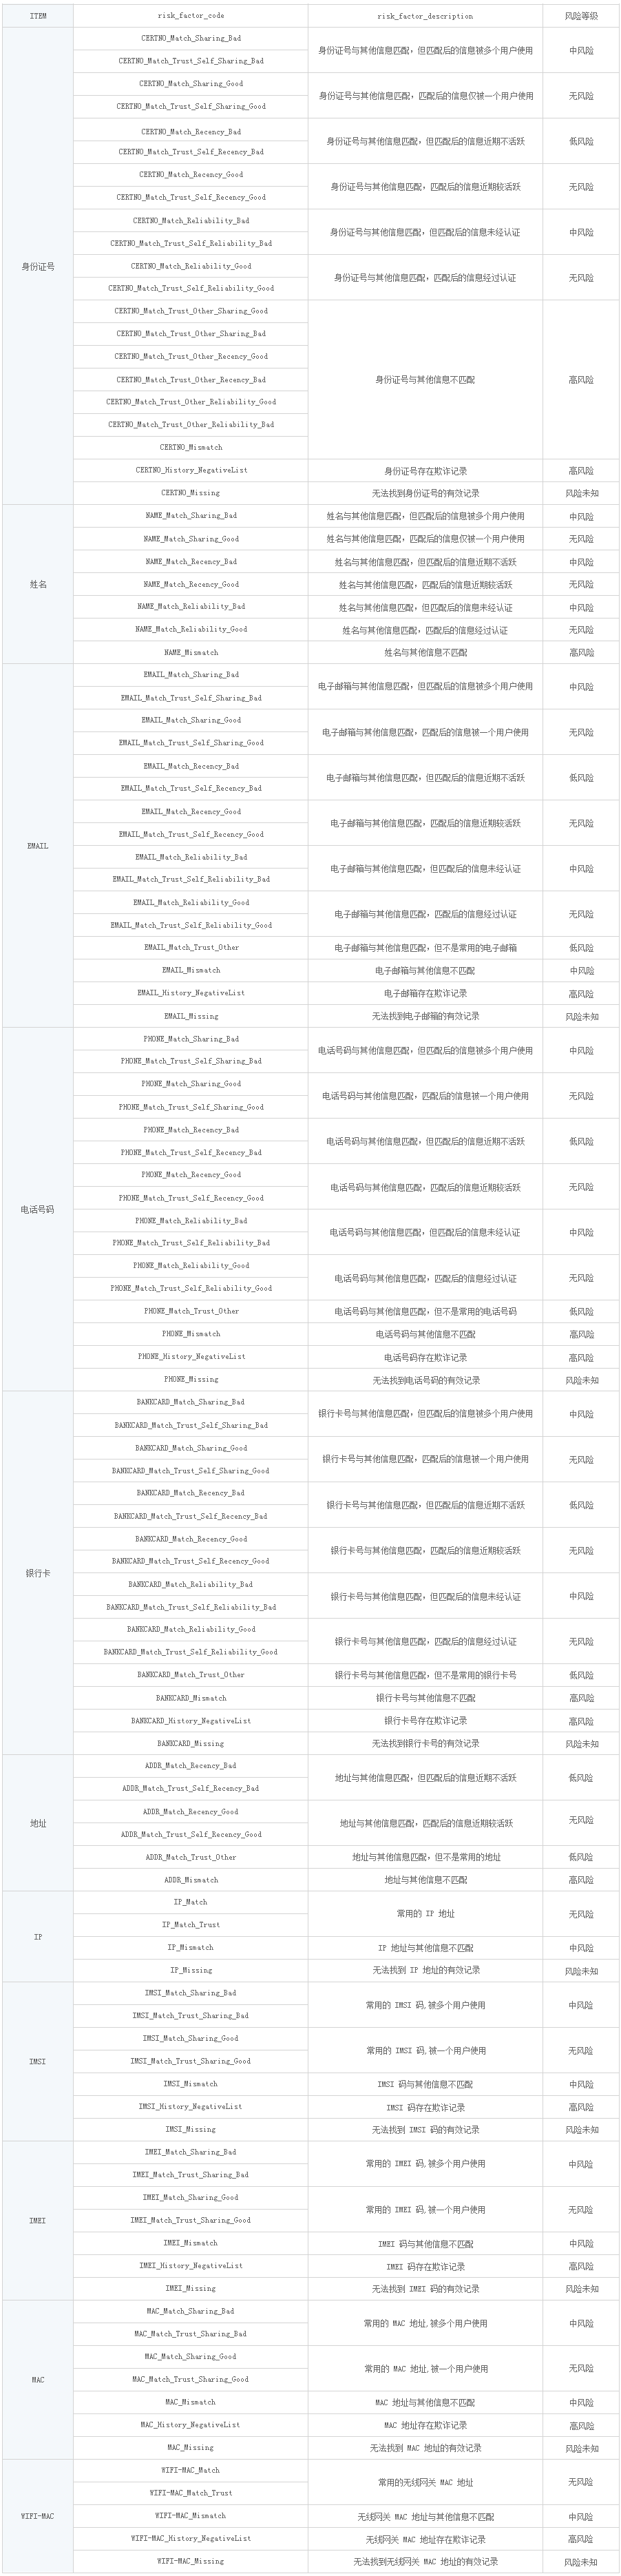 ITEM risk_factor_code risk_factor_description 风险等级
身份证号
CERTNO_Match_Sharing_Bad
CERTNO_Match_Trust_Self_Sharing_Bad
身份证号与其他信息匹配，但匹配后的信息被多个用户使用 中风险
CERTNO_Match_Sharing_Good
CERTNO_Match_Trust_Self_Sharing_Good
身份证号与其他信息匹配，匹配后的信息仅被一个用户使用 无风险
CERTNO_Match_Recency_Bad
CERTNO_Match_Trust_Self_Recency_Bad
身份证号与其他信息匹配，但匹配后的信息近期不活跃 低风险
CERTNO_Match_Recency_Good
CERTNO_Match_Trust_Self_Recency_Good
身份证号与其他信息匹配，匹配后的信息近期较活跃 无风险
CERTNO_Match_Reliability_Bad
CERTNO_Match_Trust_Self_Reliability_Bad
身份证号与其他信息匹配，但匹配后的信息未经认证 中风险
CERTNO_Match_Reliability_Good
CERTNO_Match_Trust_Self_Reliability_Good
身份证号与其他信息匹配，匹配后的信息经过认证 无风险
CERTNO_Match_Trust_Other_Sharing_Good
CERTNO_Match_Trust_Other_Sharing_Bad
CERTNO_Match_Trust_Other_Recency_Good
CERTNO_Match_Trust_Other_Recency_Bad
CERTNO_Match_Trust_Other_Reliability_Good
CERTNO_Match_Trust_Other_Reliability_Bad
CERTNO_Mismatch
身份证号与其他信息不匹配 高风险
CERTNO_History_NegativeList 身份证号存在欺诈记录 高风险
CERTNO_Missing 无法找到身份证号的有效记录 风险未知
姓名
NAME_Match_Sharing_Bad 姓名与其他信息匹配，但匹配后的信息被多个用户使用 中风险
NAME_Match_Sharing_Good 姓名与其他信息匹配，匹配后的信息仅被一个用户使用 无风险
NAME_Match_Recency_Bad 姓名与其他信息匹配，但匹配后的信息近期不活跃 中风险
NAME_Match_Recency_Good 姓名与其他信息匹配，匹配后的信息近期较活跃 无风险
NAME_Match_Reliability_Bad 姓名与其他信息匹配，但匹配后的信息未经认证 中风险
NAME_Match_Reliability_Good 姓名与其他信息匹配，匹配后的信息经过认证 无风险
NAME_Mismatch 姓名与其他信息不匹配 高风险
EMAIL
EMAIL_Match_Sharing_Bad
EMAIL_Match_Trust_Self_Sharing_Bad
电子邮箱与其他信息匹配，但匹配后的信息被多个用户使用 中风险
EMAIL_Match_Sharing_Good
EMAIL_Match_Trust_Self_Sharing_Good
电子邮箱与其他信息匹配，匹配后的信息被一个用户使用 无风险
EMAIL_Match_Recency_Bad
EMAIL_Match_Trust_Self_Recency_Bad
电子邮箱与其他信息匹配，但匹配后的信息近期不活跃 低风险
EMAIL_Match_Recency_Good
EMAIL_Match_Trust_Self_Recency_Good
电子邮箱与其他信息匹配，匹配后的信息近期较活跃 无风险
EMAIL_Match_Reliability_Bad
EMAIL_Match_Trust_Self_Reliability_Bad
电子邮箱与其他信息匹配，但匹配后的信息未经认证 中风险
EMAIL_Match_Reliability_Good
EMAIL_Match_Trust_Self_Reliability_Good
电子邮箱与其他信息匹配，匹配后的信息经过认证 无风险
EMAIL_Match_Trust_Other 电子邮箱与其他信息匹配，但不是常用的电子邮箱 低风险
EMAIL_Mismatch 电子邮箱与其他信息不匹配 中风险
EMAIL_History_NegativeList 电子邮箱存在欺诈记录 高风险
EMAIL_Missing 无法找到电子邮箱的有效记录 风险未知
电话号码
PHONE_Match_Sharing_Bad
PHONE_Match_Trust_Self_Sharing_Bad
电话号码与其他信息匹配，但匹配后的信息被多个用户使用 中风险
PHONE_Match_Sharing_Good
PHONE_Match_Trust_Self_Sharing_Good
电话号码与其他信息匹配，匹配后的信息被一个用户使用 无风险
PHONE_Match_Recency_Bad
PHONE_Match_Trust_Self_Recency_Bad
电话号码与其他信息匹配，但匹配后的信息近期不活跃 低风险
PHONE_Match_Recency_Good
PHONE_Match_Trust_Self_Recency_Good
电话号码与其他信息匹配，匹配后的信息近期较活跃 无风险
PHONE_Match_Reliability_Bad
PHONE_Match_Trust_Self_Reliability_Bad
电话号码与其他信息匹配，但匹配后的信息未经认证 中风险
PHONE_Match_Reliability_Good
PHONE_Match_Trust_Self_Reliability_Good
电话号码与其他信息匹配，匹配后的信息经过认证 无风险
PHONE_Match_Trust_Other 电话号码与其他信息匹配，但不是常用的电话号码 低风险
PHONE_Mismatch 电话号码与其他信息不匹配 高风险
PHONE_History_NegativeList 电话号码存在欺诈记录 高风险
PHONE_Missing 无法找到电话号码的有效记录 风险未知
银行卡
BANKCARD_Match_Sharing_Bad
BANKCARD_Match_Trust_Self_Sharing_Bad
银行卡号与其他信息匹配，但匹配后的信息被多个用户使用 中风险
BANKCARD_Match_Sharing_Good
BANKCARD_Match_Trust_Self_Sharing_Good
银行卡号与其他信息匹配，匹配后的信息被一个用户使用 无风险
BANKCARD_Match_Recency_Bad
BANKCARD_Match_Trust_Self_Recency_Bad
银行卡号与其他信息匹配，但匹配后的信息近期不活跃 低风险
BANKCARD_Match_Recency_Good
BANKCARD_Match_Trust_Self_Recency_Good
银行卡号与其他信息匹配，匹配后的信息近期较活跃 无风险
BANKCARD_Match_Reliability_Bad
BANKCARD_Match_Trust_Self_Reliability_Bad
银行卡号与其他信息匹配，但匹配后的信息未经认证 中风险
BANKCARD_Match_Reliability_Good
BANKCARD_Match_Trust_Self_Reliability_Good
银行卡号与其他信息匹配，匹配后的信息经过认证 无风险
BANKCARD_Match_Trust_Other 银行卡号与其他信息匹配，但不是常用的银行卡号 低风险
BANKCARD_Mismatch 银行卡号与其他信息不匹配 高风险
BANKCARD_History_NegativeList 银行卡号存在欺诈记录 高风险
BANKCARD_Missing 无法找到银行卡号的有效记录 风险未知
地址
ADDR_Match_Recency_Bad
ADDR_Match_Trust_Self_Recency_Bad
地址与其他信息匹配，但匹配后的信息近期不活跃 低风险
ADDR_Match_Recency_Good
ADDR_Match_Trust_Self_Recency_Good
地址与其他信息匹配，匹配后的信息近期较活跃 无风险
ADDR_Match_Trust_Other 地址与其他信息匹配，但不是常用的地址 低风险
ADDR_Mismatch 地址与其他信息不匹配 高风险
IP
IP_Match
IP_Match_Trust
常用的 IP 地址 无风险
IP_Mismatch IP 地址与其他信息不匹配 中风险
IP_Missing 无法找到 IP 地址的有效记录 风险未知
IMSI
IMSI_Match_Sharing_Bad
IMSI_Match_Trust_Sharing_Bad
常用的 IMSI 码,被多个用户使用 中风险
IMSI_Match_Sharing_Good
IMSI_Match_Trust_Sharing_Good
常用的 IMSI 码,被一个用户使用 无风险
IMSI_Mismatch IMSI 码与其他信息不匹配 中风险
IMSI_History_NegativeList IMSI 码存在欺诈记录 高风险
IMSI_Missing 无法找到 IMSI 码的有效记录 风险未知
IMEI
IMEI_Match_Sharing_Bad
IMEI_Match_Trust_Sharing_Bad
常用的 IMEI 码,被多个用户使用 中风险
IMEI_Match_Sharing_Good
IMEI_Match_Trust_Sharing_Good
常用的 IMEI 码,被一个用户使用 无风险
IMEI_Mismatch IMEI 码与其他信息不匹配 中风险
IMEI_History_NegativeList IMEI 码存在欺诈记录 高风险
IMEI_Missing 无法找到 IMEI 码的有效记录 风险未知
MAC
MAC_Match_Sharing_Bad
MAC_Match_Trust_Sharing_Bad
常用的 MAC 地址,被多个用户使用 中风险
MAC_Match_Sharing_Good
MAC_Match_Trust_Sharing_Good
常用的 MAC 地址,被一个用户使用 无风险
MAC_Mismatch MAC 地址与其他信息不匹配 中风险
MAC_History_NegativeList MAC 地址存在欺诈记录 高风险
MAC_Missing 无法找到 MAC 地址的有效记录 风险未知
WIFI-MAC
WIFI-MAC_Match
WIFI-MAC_Match_Trust
常用的无线网关 MAC 地址 无风险
WIFI-MAC_Mismatch 无线网关 MAC 地址与其他信息不匹配 中风险
WIFI-MAC_History_NegativeList 无线网关 MAC 地址存在欺诈记录 高风险
WIFI-MAC_Missing 无法找到无线网关 MAC 地址的有效记录 风险未知